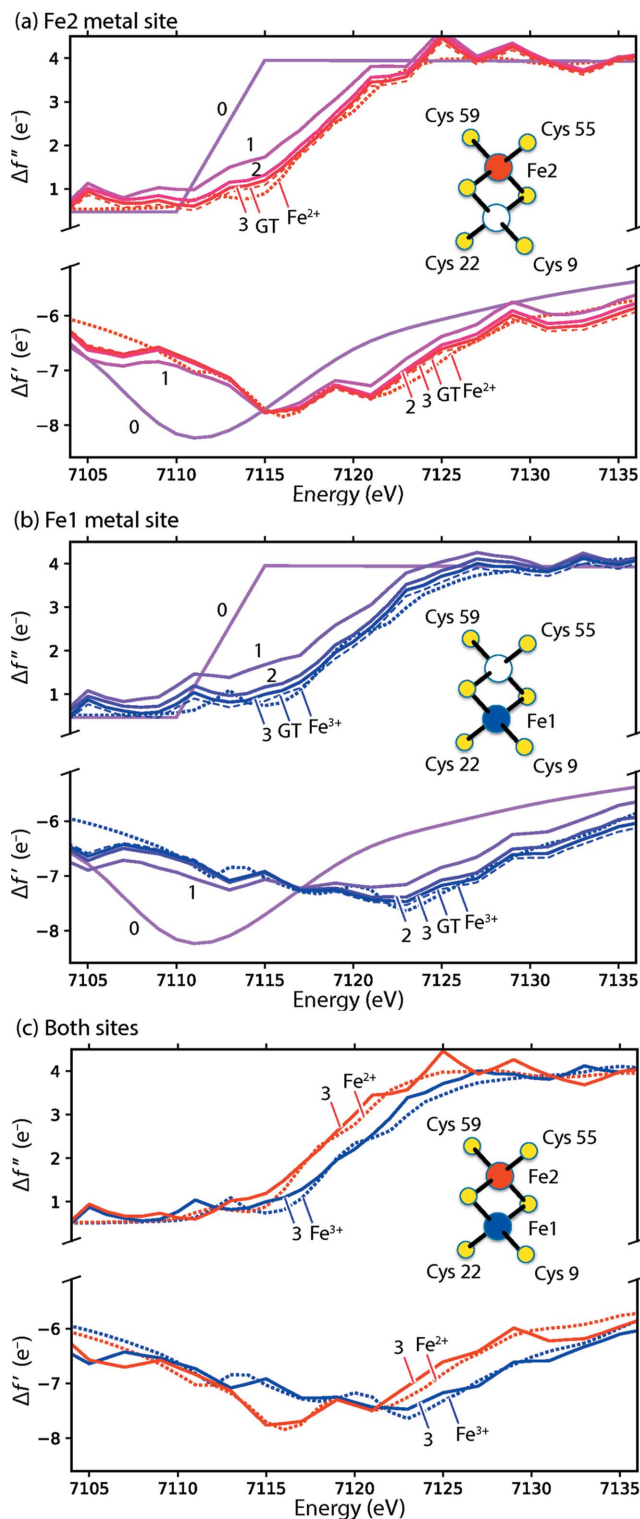 (a) Fe2 metal site
Δf″ (e⁻)
4
3
2
1
0
1
2
3 GT Fe²⁺
Cys 59
Cys 55
Fe2
Cys 22
Cys 9
Δf′ (e⁻)
−6
−7
−8
1
0
2 3 GT Fe²⁺
7105 7110 7115 7120 7125 7130 7135
Energy (eV)
(b) Fe1 metal site
Δf″ (e⁻)
4
3
2
1
0
1
2
3 GT Fe³⁺
Cys 59
Cys 55
Fe1
Cys 22
Cys 9
Δf′ (e⁻)
−6
−7
−8
1
0
2 3 GT Fe³⁺
7105 7110 7115 7120 7125 7130 7135
Energy (eV)
(c) Both sites
Δf″ (e⁻)
4
3
2
1
3 Fe²⁺
3 Fe³⁺
Cys 59
Cys 55
Fe2
Fe1
Cys 22
Cys 9
Δf′ (e⁻)
−6
−7
−8
3 Fe²⁺
3 Fe³⁺
7105 7110 7115 7120 7125 7130 7135
Energy (eV)